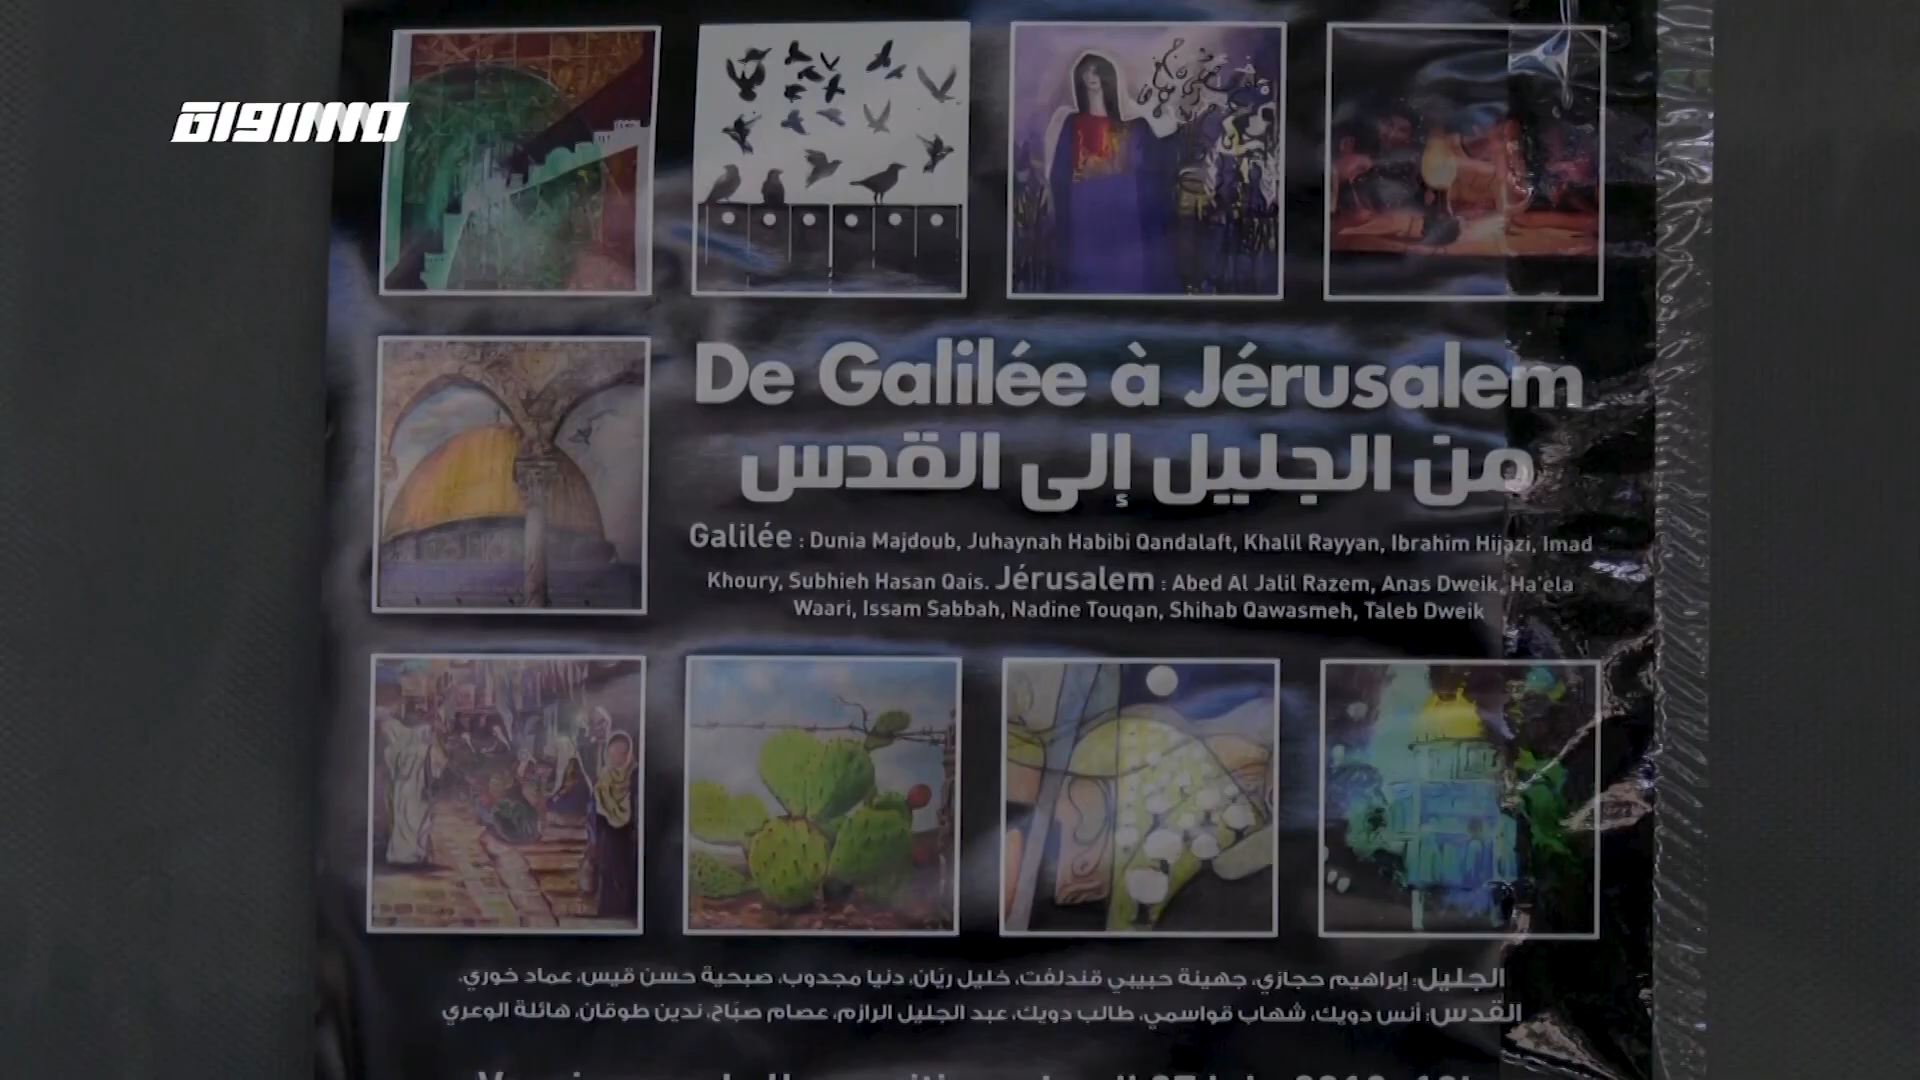 مساواة
De Galilée à Jérusalem
من الجليل إلى القدس
Galilée : Dunia Majdoub, Juhaynah Habibi Qandalaft, Khalil Rayyan, Ibrahim Hijazi, Imad
Khoury, Subhieh Hasan Qais. Jérusalem : Abed Al Jalil Razem, Anas Dweik, Ha'ela
Waari, Issam Sabbah, Nadine Touqan, Shihab Qawasmeh, Taleb Dweik
الجليل: إبراهيم حجازي، جهينة حبيبي قندلفت، خليل ريّان، دنيا مجدوب، صبحية حسن قيس، عماد خوري.
القدس: أنس دويك، شهاب قواسمي، طالب دويك، عبد الجليل الرازم، عصام صبّاح، ندين طوقان، هائلة الوعري